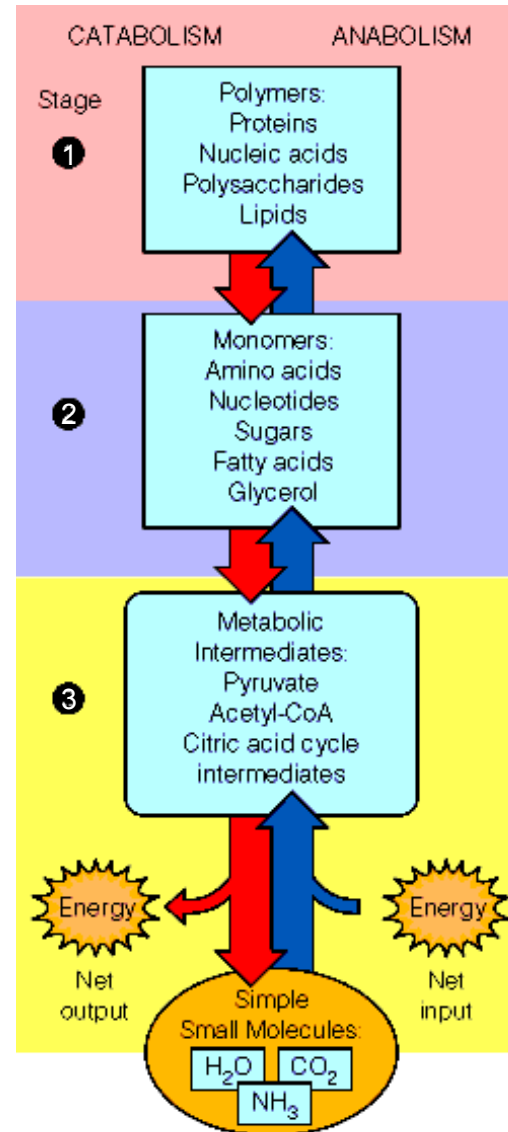 CATABOLISM ANABOLISM
Stage
1
Polymers:
Proteins
Nucleic acids
Polysaccharides
Lipids
2
Monomers:
Amino acids
Nucleotides
Sugars
Fatty acids
Glycerol
3
Metabolic
Intermediates:
Pyruvate
Acetyl-CoA
Citric acid cycle
intermediates
Energy
Net
output
Energy
Net
input
Simple
Small Molecules:
H₂O CO₂
NH₃